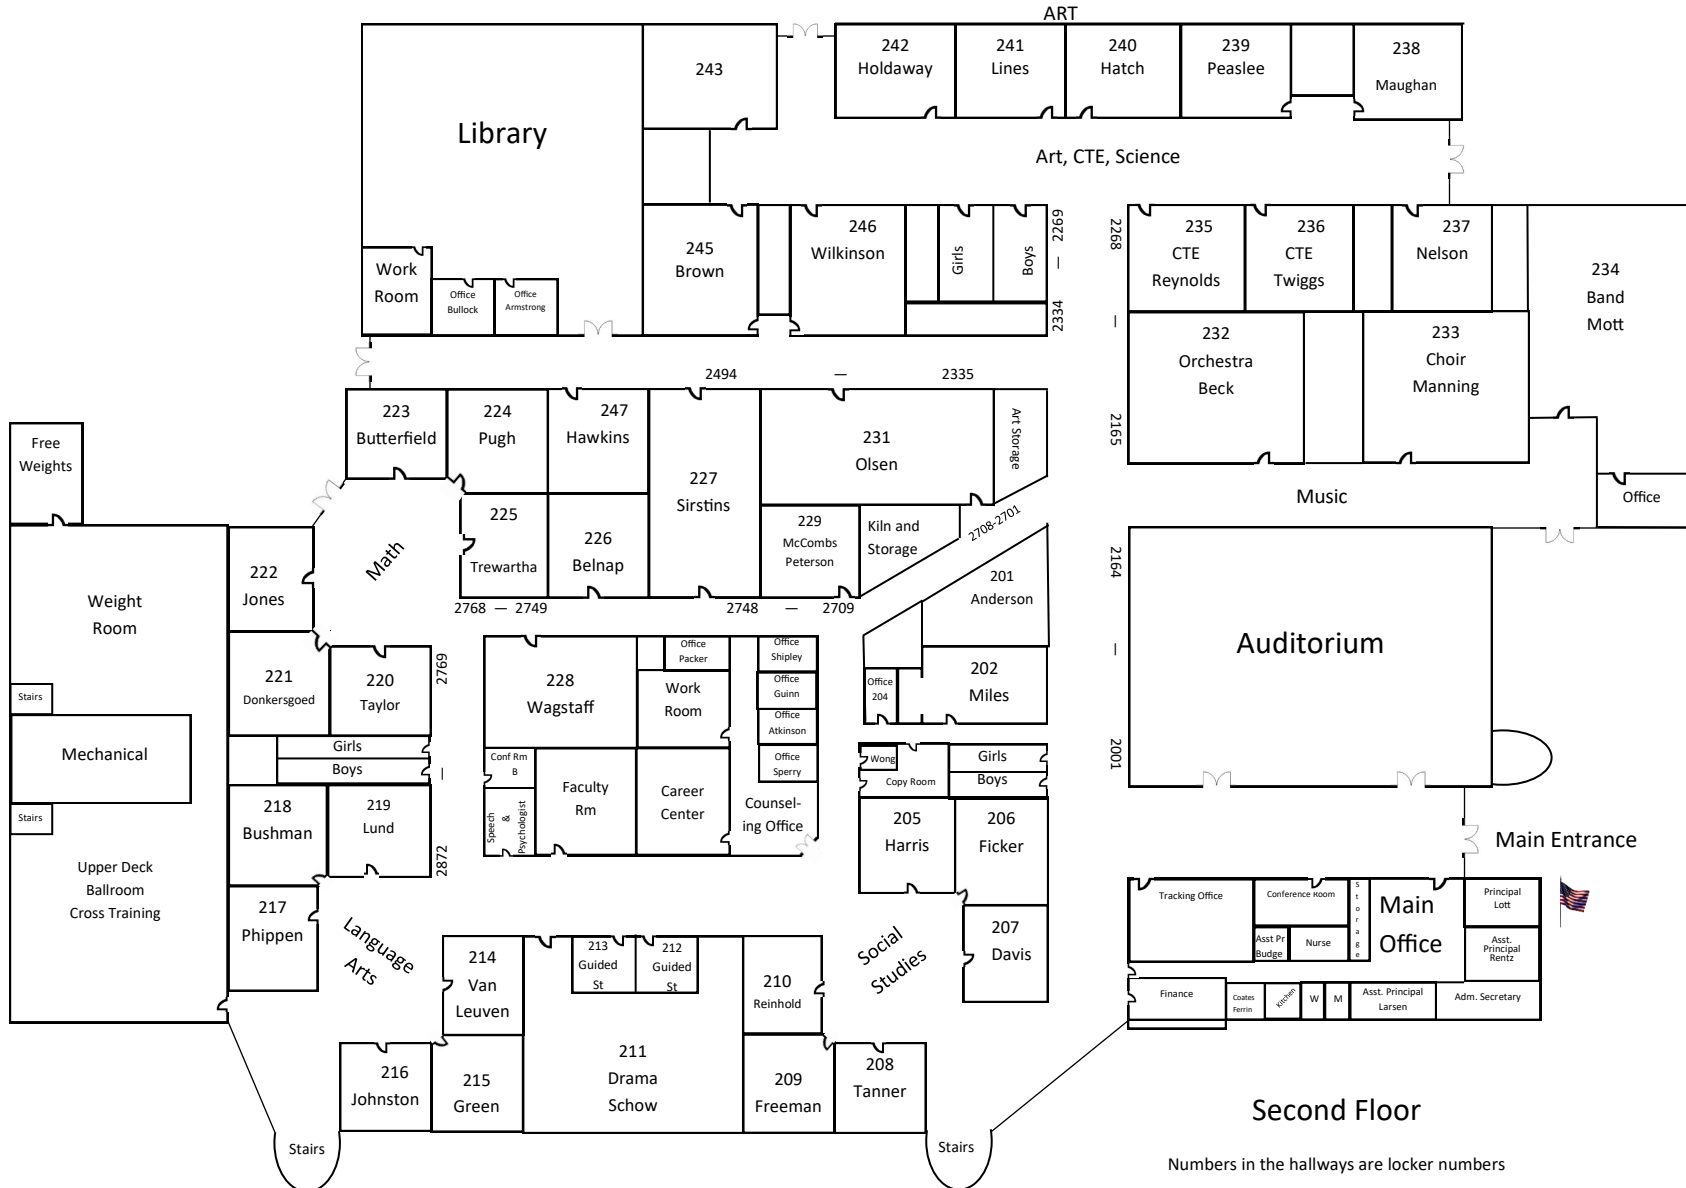 ART
242
Holdaway
241
Lines
240
Hatch
239
Peaslee
238
Maughan
243
Library
Art, CTE, Science
Work
Room
Office
Bullock
Office
Armstrong
245
Brown
246
Wilkinson
Girls
Boys
2269
—
2334
2268
—
2165
235
CTE
Reynolds
236
CTE
Twiggs
237
Nelson
234
Band
Mott
232
Orchestra
Beck
233
Choir
Manning
2494 — 2335
223
Butterfield
224
Pugh
247
Hawkins
227
Sirstins
231
Olsen
Art Storage
Free
Weights
Music
Office
225
Trewartha
226
Belnap
229
McCombs
Peterson
Kiln and
Storage
2708-2701
Math
222
Jones
Weight
Room
201
Anderson
2164
—
2001
Auditorium
2768 — 2749
2748 — 2709
221
Donkersgoed
220
Taylor
2769
—
2872
228
Wagstaff
Office
Packer
Work
Room
Office
Shipley
Office
Guinn
Office
Atkinson
Office
Sperry
Office
204
202
Miles
Stairs
Mechanical
Stairs
Girls
Boys
Conf Rm
B
Speech
&
Psychologist
Faculty
Rm
Career
Center
Counsel-
ing Office
Wong
Copy Room
Girls
Boys
218
Bushman
219
Lund
205
Harris
206
Ficker
Main Entrance
Upper Deck
Ballroom
Cross Training
217
Phippen
Language
Arts
214
Van
Leuven
213
Guided
St
212
Guided
St
210
Reinhold
Social
Studies
207
Davis
Tracking Office
Conference Room
Storage
Main
Office
Principal
Lott
Asst Pr
Budge
Nurse
Asst.
Principal
Rentz
Finance
Coates
Ferrin
Kitchen
W
M
Asst. Principal
Larsen
Adm. Secretary
216
Johnston
215
Green
211
Drama
Schow
209
Freeman
208
Tanner
Stairs
Stairs
Second Floor
Numbers in the hallways are locker numbers